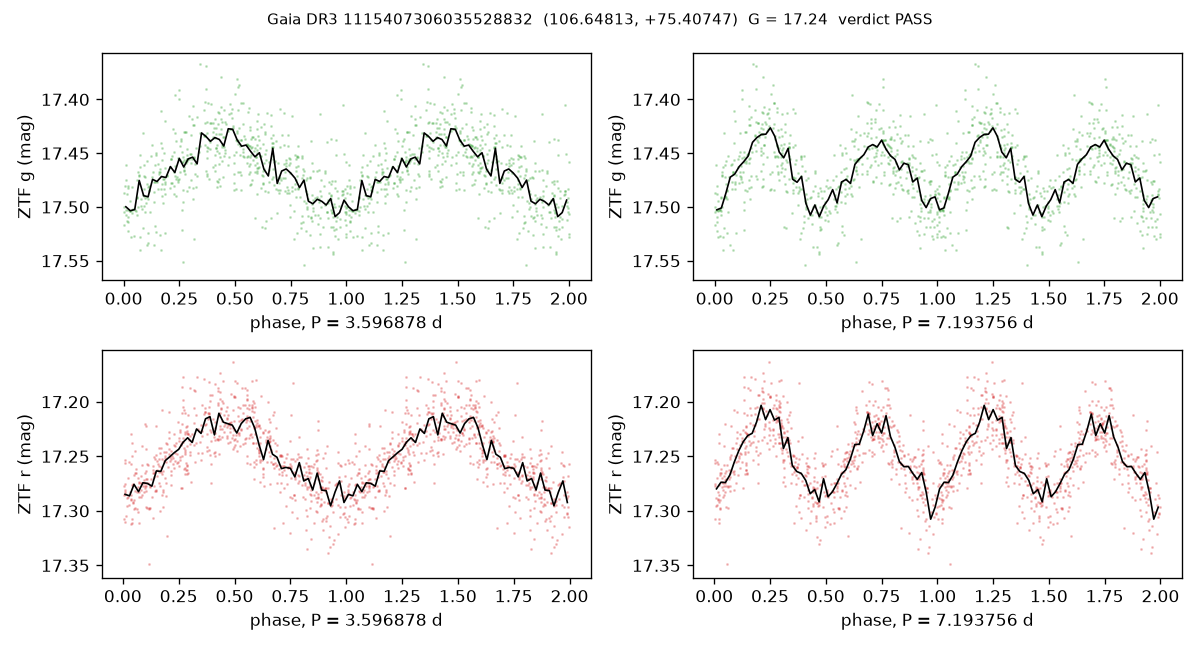 Gaia DR3 1115407306035528832  (106.64813, +75.40747)  G = 17.24  verdict PASS
ZTF g (mag)
17.40
17.45
17.50
17.55
0.00 0.25 0.50 0.75 1.00 1.25 1.50 1.75 2.00
phase, P = 3.596878 d
ZTF g (mag)
17.40
17.45
17.50
17.55
0.00 0.25 0.50 0.75 1.00 1.25 1.50 1.75 2.00
phase, P = 7.193756 d
ZTF r (mag)
17.20
17.25
17.30
17.35
0.00 0.25 0.50 0.75 1.00 1.25 1.50 1.75 2.00
phase, P = 3.596878 d
ZTF r (mag)
17.20
17.25
17.30
17.35
0.00 0.25 0.50 0.75 1.00 1.25 1.50 1.75 2.00
phase, P = 7.193756 d